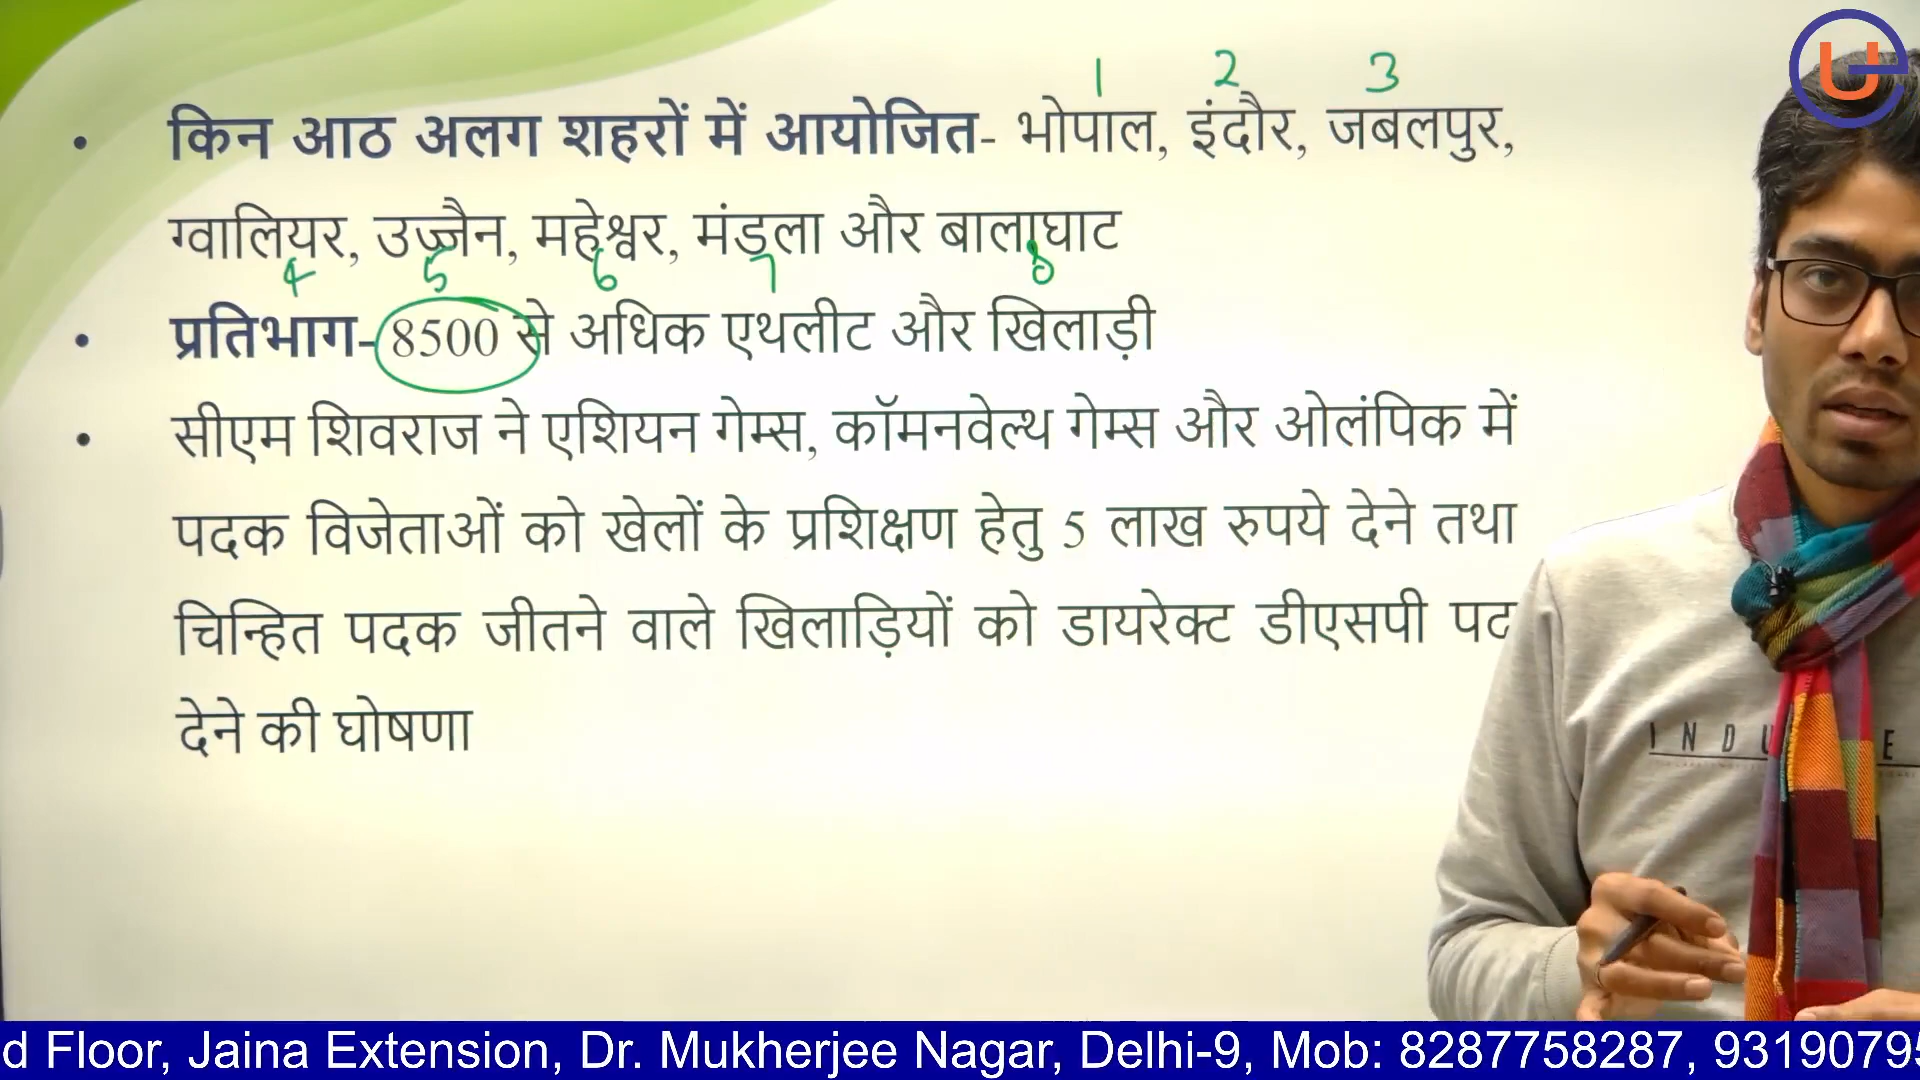 1 2 3
• किन आठ अलग शहरों में आयोजित- भोपाल, इंदौर, जबलपुर,
ग्वालियर, उज्जैन, महेश्वर, मंडला और बालाघाट
4 5 6 7 8
• प्रतिभाग- 8500 से अधिक एथलीट और खिलाड़ी
• सीएम शिवराज ने एशियन गेम्स, कॉमनवेल्थ गेम्स और ओलंपिक में
पदक विजेताओं को खेलों के प्रशिक्षण हेतु 5 लाख रुपये देने तथा
चिन्हित पदक जीतने वाले खिलाड़ियों को डायरेक्ट डीएसपी पद
देने की घोषणा
INDU E
d Floor, Jaina Extension, Dr. Mukherjee Nagar, Delhi-9, Mob: 8287758287, 93190795